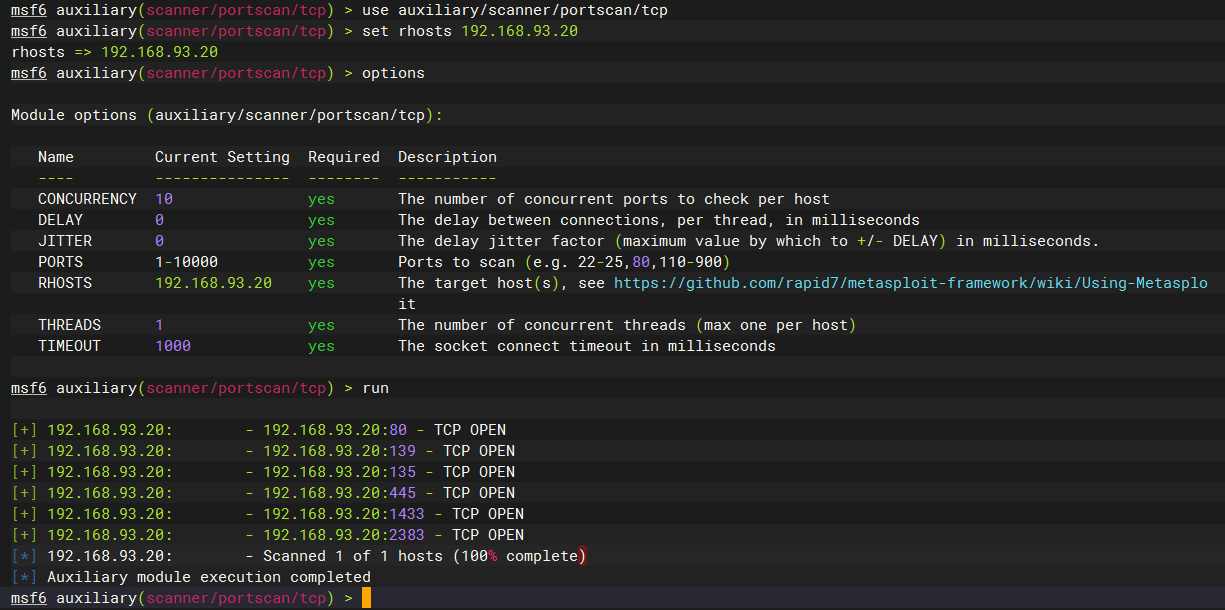 msf6 auxiliary(scanner/portscan/tcp) > use auxiliary/scanner/portscan/tcp
msf6 auxiliary(scanner/portscan/tcp) > set rhosts 192.168.93.20
rhosts => 192.168.93.20
msf6 auxiliary(scanner/portscan/tcp) > options

Module options (auxiliary/scanner/portscan/tcp):

   Name         Current Setting  Required  Description
   ----         ---------------  --------  -----------
   CONCURRENCY  10               yes       The number of concurrent ports to check per host
   DELAY        0                yes       The delay between connections, per thread, in milliseconds
   JITTER       0                yes       The delay jitter factor (maximum value by which to +/- DELAY) in milliseconds.
   PORTS        1-10000          yes       Ports to scan (e.g. 22-25,80,110-900)
   RHOSTS       192.168.93.20    yes       The target host(s), see https://github.com/rapid7/metasploit-framework/wiki/Using-Metasplo
                                           it
   THREADS      1                yes       The number of concurrent threads (max one per host)
   TIMEOUT      1000             yes       The socket connect timeout in milliseconds

msf6 auxiliary(scanner/portscan/tcp) > run

[+] 192.168.93.20:        - 192.168.93.20:80 - TCP OPEN
[+] 192.168.93.20:        - 192.168.93.20:139 - TCP OPEN
[+] 192.168.93.20:        - 192.168.93.20:135 - TCP OPEN
[+] 192.168.93.20:        - 192.168.93.20:445 - TCP OPEN
[+] 192.168.93.20:        - 192.168.93.20:1433 - TCP OPEN
[+] 192.168.93.20:        - 192.168.93.20:2383 - TCP OPEN
[*] 192.168.93.20:        - Scanned 1 of 1 hosts (100% complete)
[*] Auxiliary module execution completed
msf6 auxiliary(scanner/portscan/tcp) >